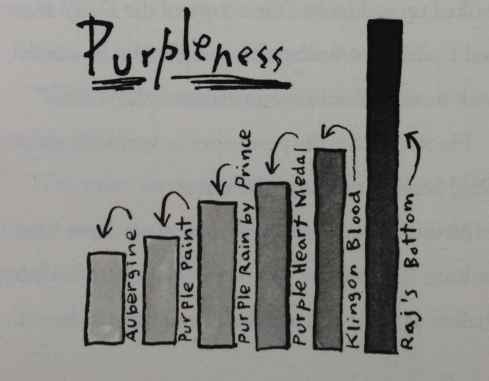 Purpleness
Aubergine
Purple Paint
Purple Rain by Prince
Purple Heart Medal
Klingon Blood
Raj's Bottom